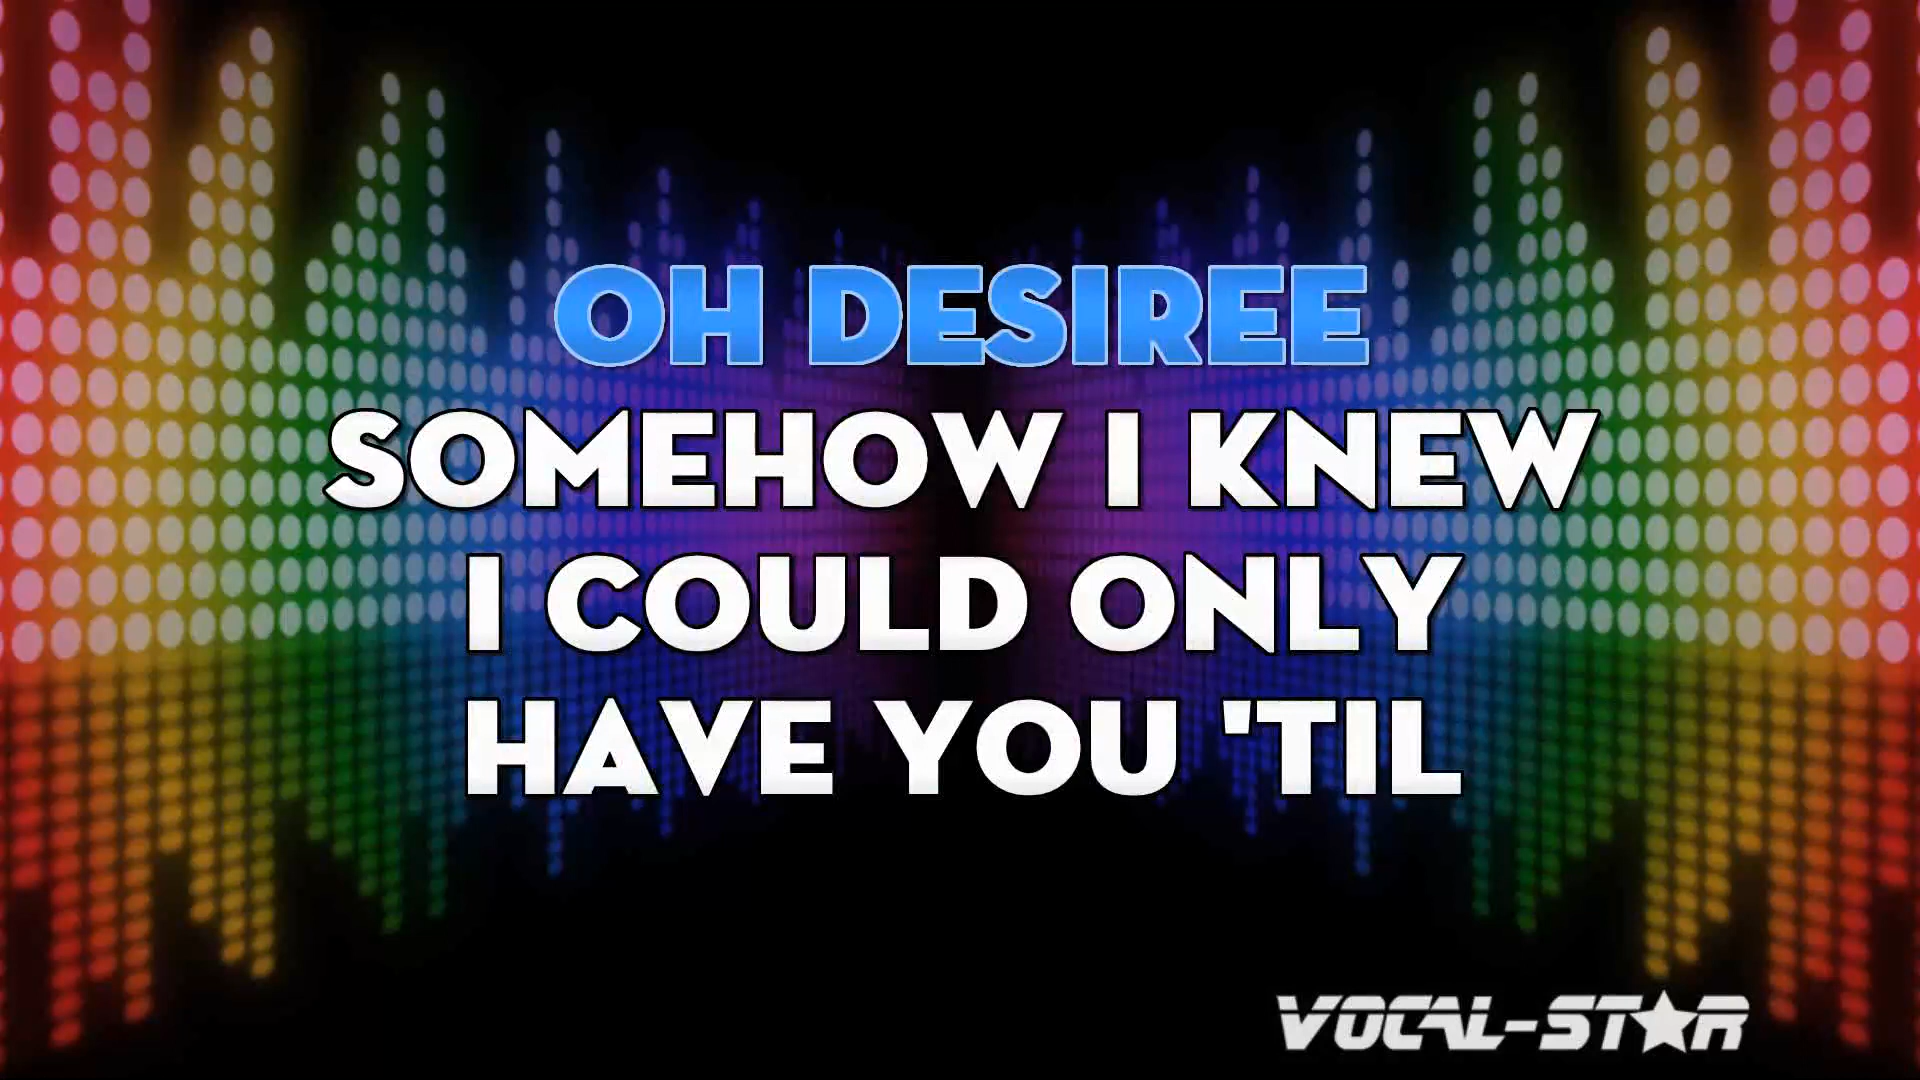 OH DESIREE
SOMEHOW I KNEW
I COULD ONLY
HAVE YOU 'TIL
VOCAL-STAR